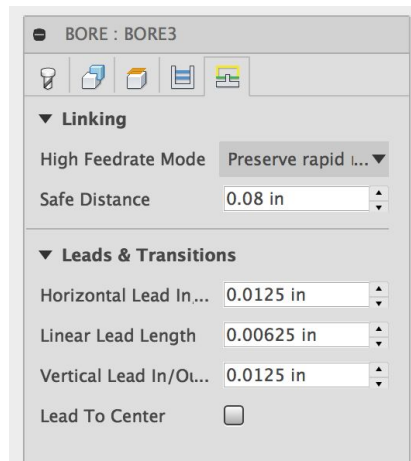 BORE : BORE3
Linking
High Feedrate Mode Preserve rapid ...
Safe Distance 0.08 in
Leads & Transitions
Horizontal Lead In... 0.0125 in
Linear Lead Length 0.00625 in
Vertical Lead In/Ou... 0.0125 in
Lead To Center